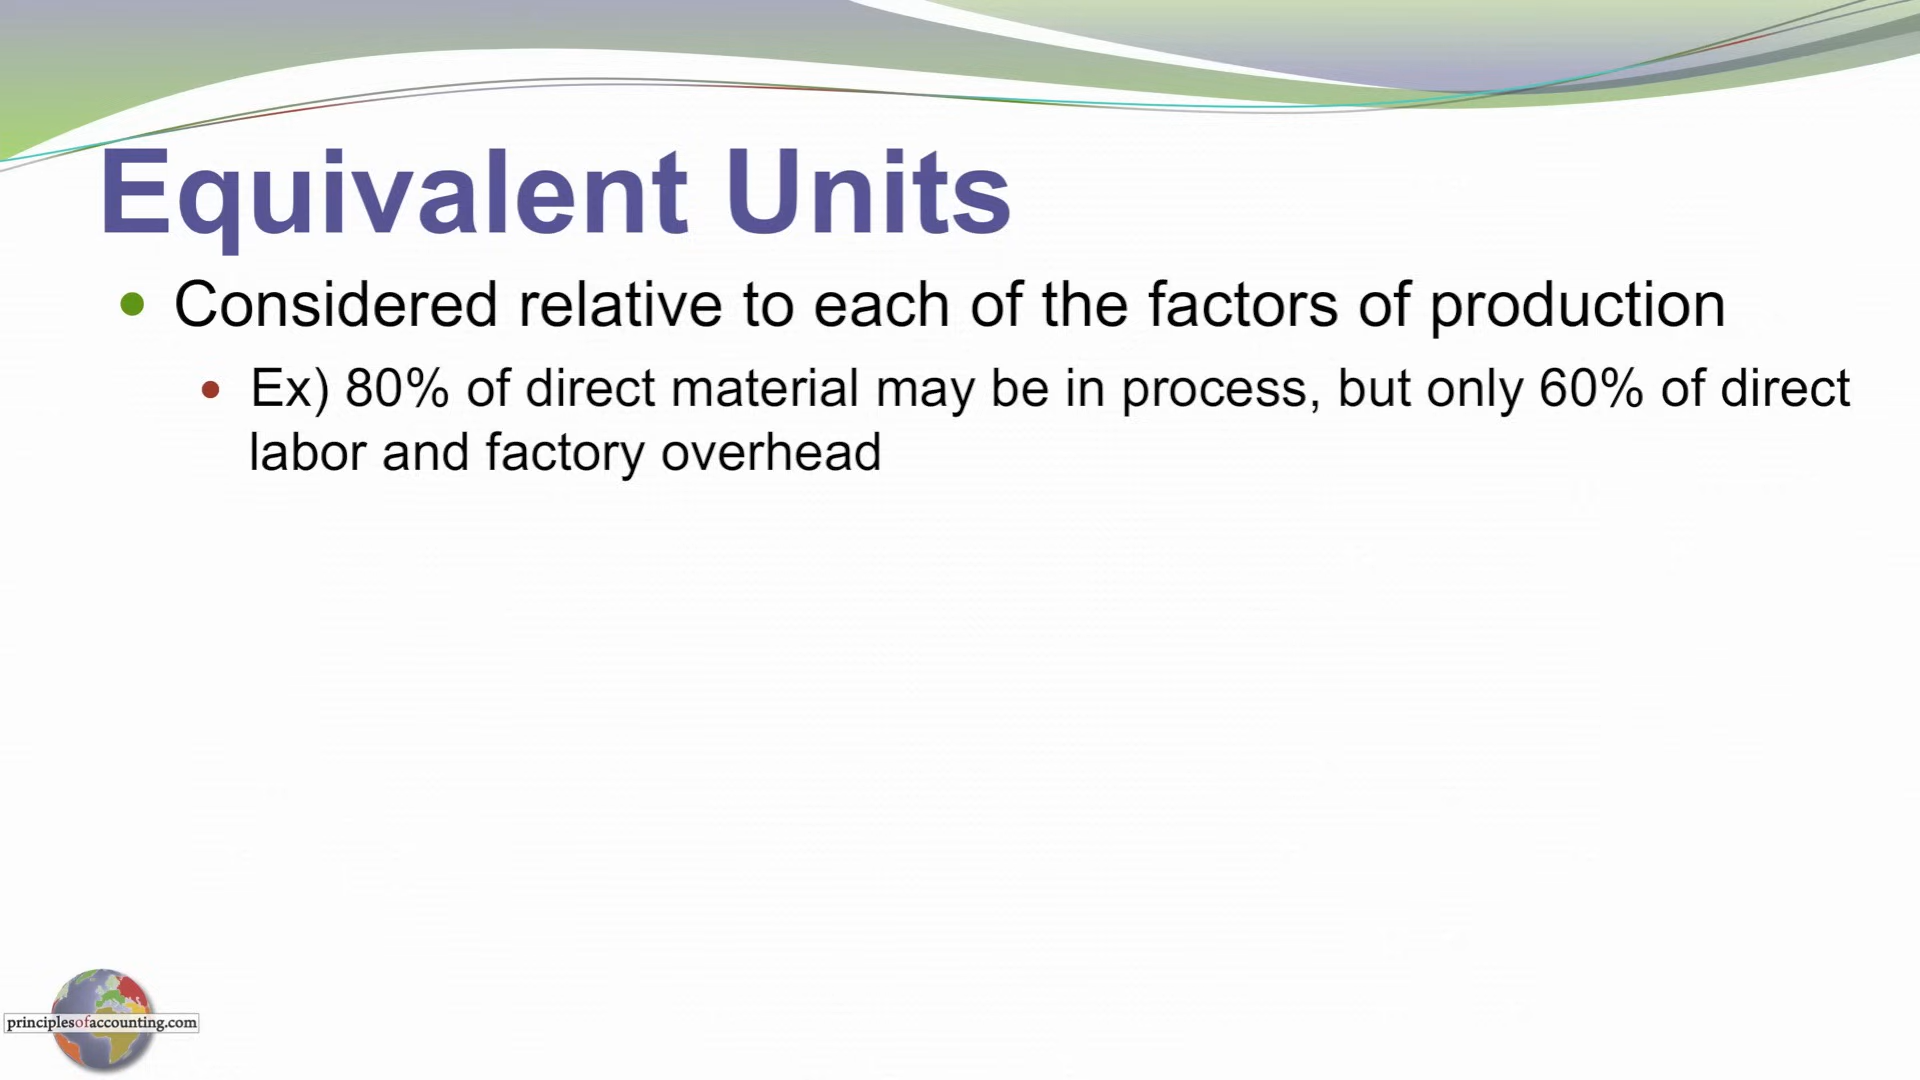 Equivalent Units
Considered relative to each of the factors of production
Ex) 80% of direct material may be in process, but only 60% of direct
labor and factory overhead
principlesofaccounting.com